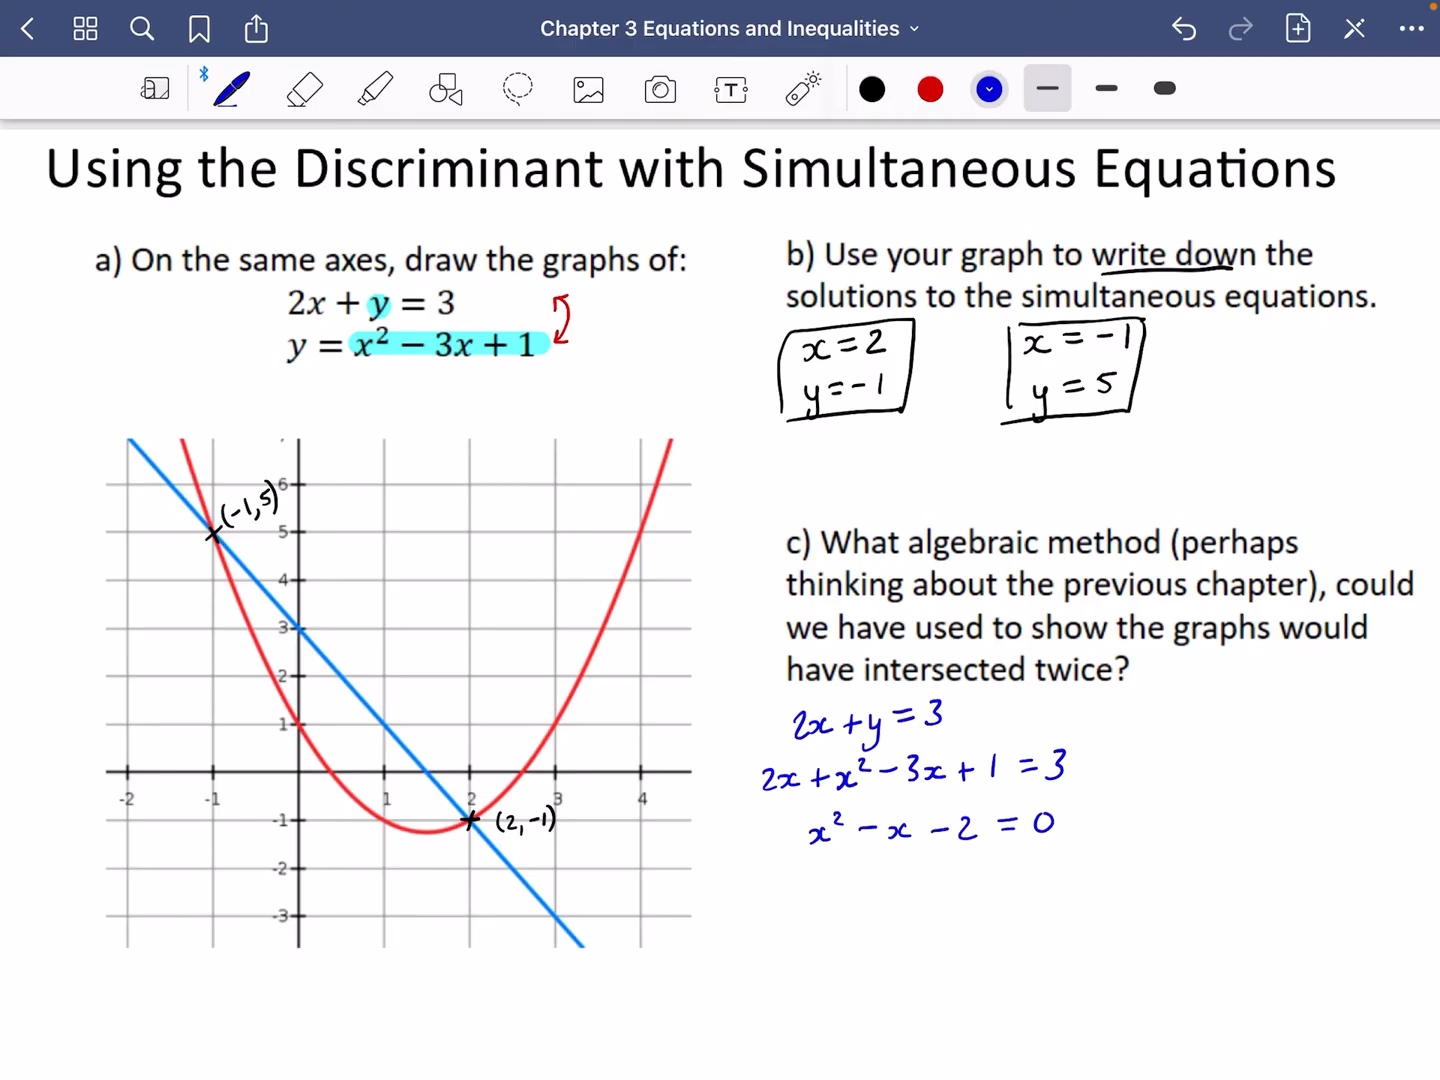 Chapter 3 Equations and Inequalities
T
Using the Discriminant with Simultaneous Equations
a) On the same axes, draw the graphs of:
2x + y = 3
y = x² − 3x + 1
b) Use your graph to write down the
solutions to the simultaneous equations.
x = 2
y = -1
x = -1
y = 5
(-1,5)
6
5
4
3
2
1
-2 -1 1 2 3 4
-1
(2,-1)
-2
-3
c) What algebraic method (perhaps
thinking about the previous chapter), could
we have used to show the graphs would
have intersected twice?
2x + y = 3
2x + x² - 3x + 1 = 3
x² - x - 2 = 0